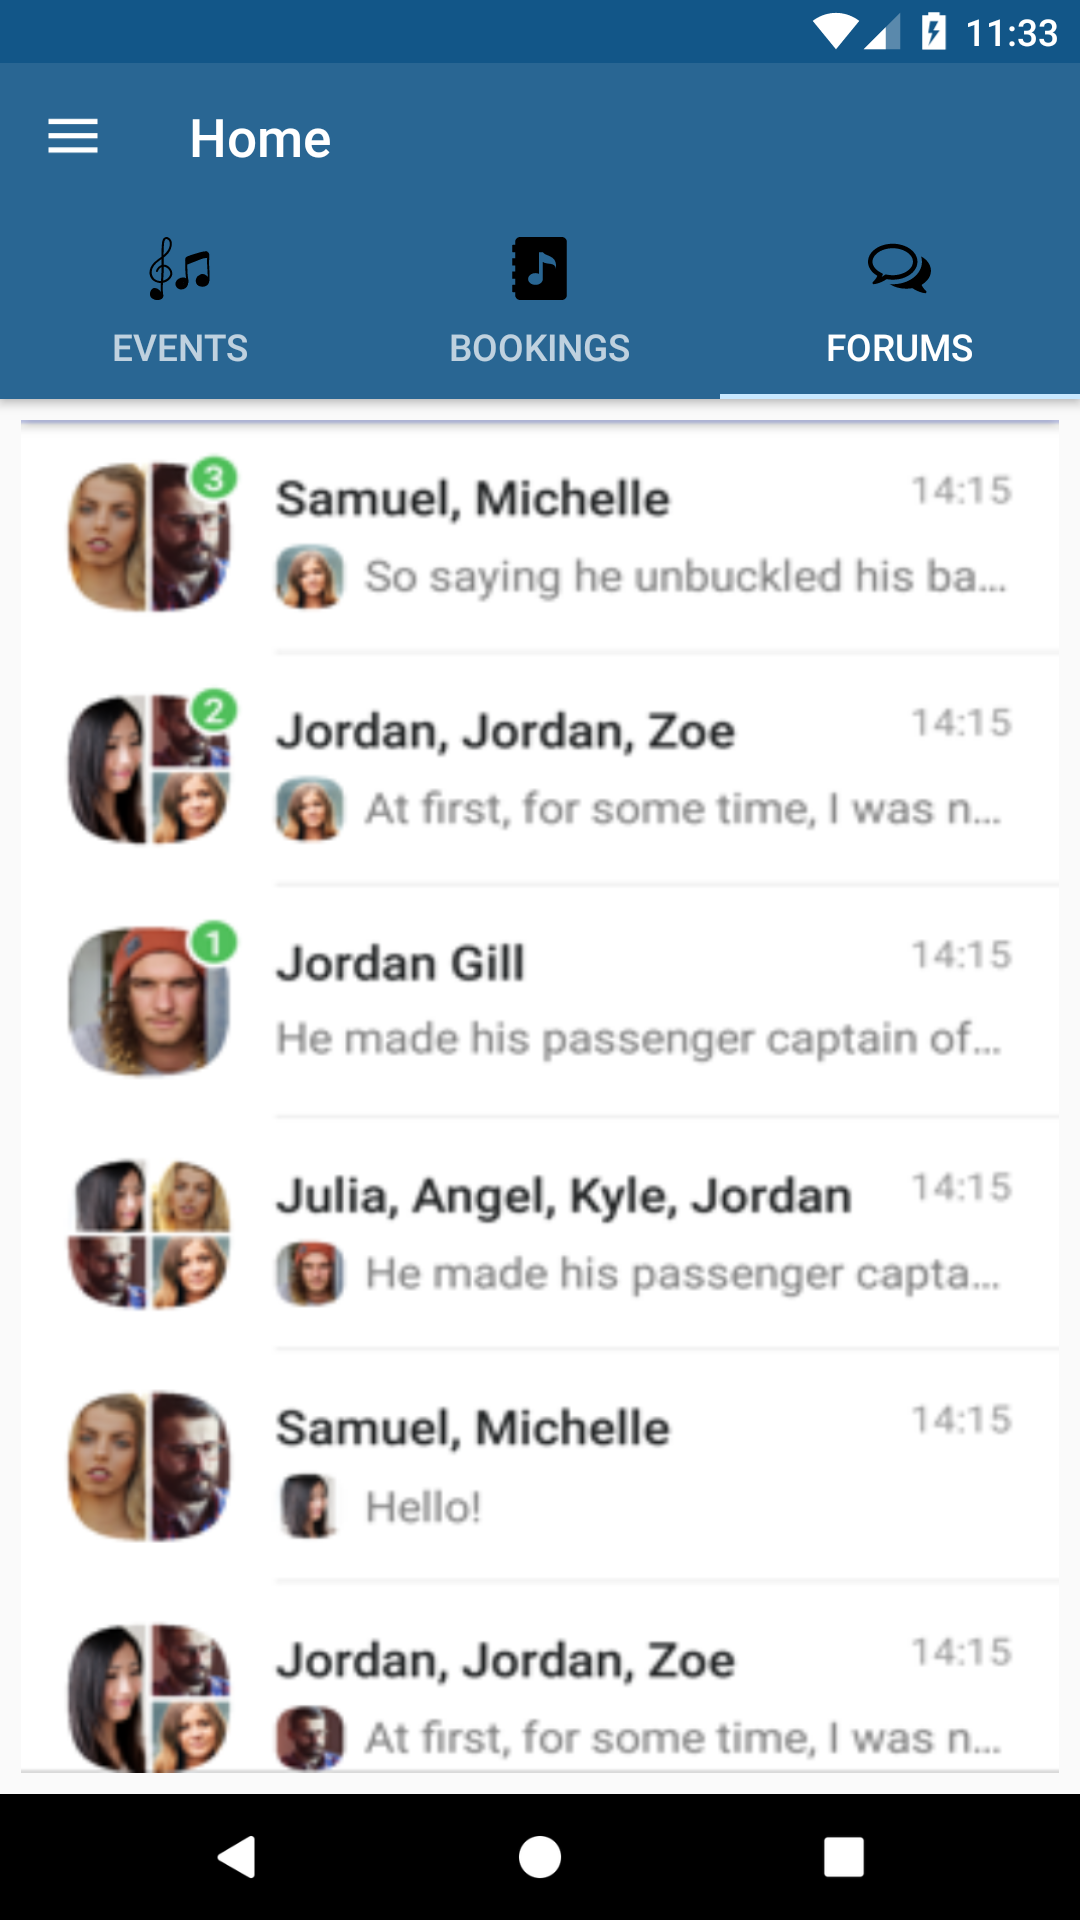 11:33
Home
EVENTS
BOOKINGS
FORUMS
3
Samuel, Michelle
14:15
So saying he unbuckled his ba...
2
Jordan, Jordan, Zoe
14:15
At first, for some time, I was n...
1
Jordan Gill
14:15
He made his passenger captain of...
Julia, Angel, Kyle, Jordan
14:15
He made his passenger capta...
Samuel, Michelle
14:15
Hello!
Jordan, Jordan, Zoe
14:15
At first, for some time, I was n...